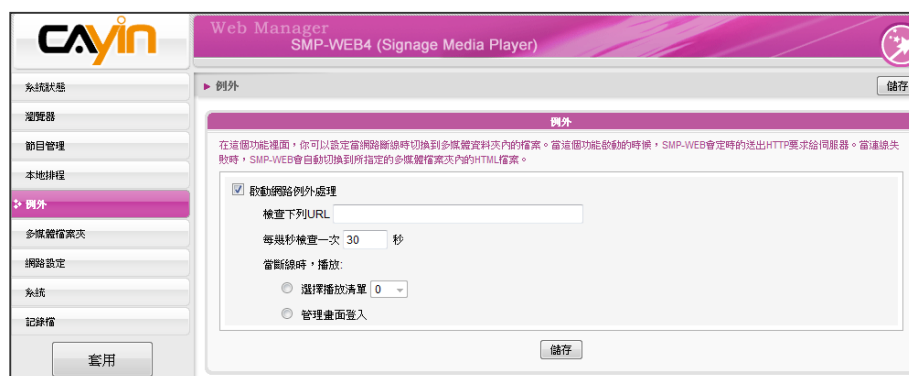 CAYIN
Web Manager
SMP-WEB4 (Signage Media Player)
系統狀態
瀏覽器
節目管理
本地排程
例外
多媒體檔案夾
網路設定
系統
記錄檔
套用
例外
儲存
例外
在這個功能裡面，你可以設定當網路斷線時切換到多媒體資料夾內的檔案。當這個功能啟動的時候，SMP-WEB會定時的送出HTTP要求給伺服器。當連線失
敗時，SMP-WEB會自動切換到所指定的多媒體檔案夾內的HTML檔案。
啟動網路例外處理
檢查下列URL
每幾秒檢查一次 30 秒
當斷線時，播放:
選擇播放清單 0
管理畫面登入
儲存